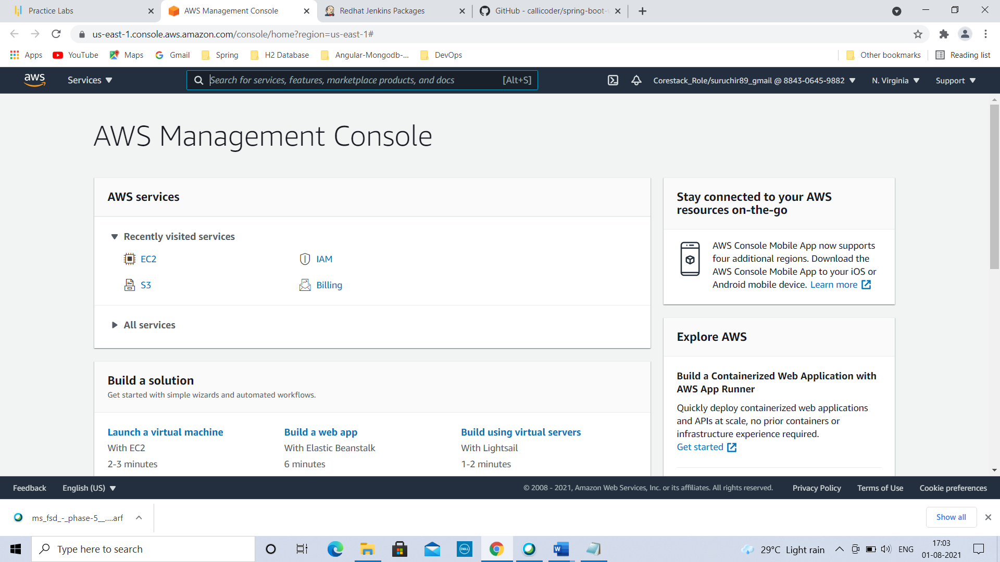 Practice Labs
AWS Management Console
Redhat Jenkins Packages
GitHub - callicoder/spring-boot-
us-east-1.console.aws.amazon.com/console/home?region=us-east-1#
Apps
YouTube
Maps
Gmail
Spring
H2 Database
Angular-Mongodb-...
DevOps
Other bookmarks
Reading list
aws
Services
Search for services, features, marketplace products, and docs
[Alt+S]
Corestack_Role/suruchir89_gmail @ 8843-0645-9882
N. Virginia
Support
AWS Management Console
AWS services
Recently visited services
EC2
IAM
S3
Billing
All services
Build a solution
Get started with simple wizards and automated workflows.
Launch a virtual machine
With EC2
2-3 minutes
Build a web app
With Elastic Beanstalk
6 minutes
Build using virtual servers
With Lightsail
1-2 minutes
Stay connected to your AWS
resources on-the-go
AWS Console Mobile App now supports
four additional regions. Download the
AWS Console Mobile App to your iOS or
Android mobile device. Learn more
Explore AWS
Build a Containerized Web Application with
AWS App Runner
Quickly deploy containerized web applications
and APIs at scale, no prior containers or
infrastructure experience required.
Get started
Feedback
English (US)
© 2008 - 2021, Amazon Web Services, Inc. or its affiliates. All rights reserved.
Privacy Policy
Terms of Use
Cookie preferences
ms_fsd_-_phase-5__....arf
Show all
Type here to search
DELL
W
29°C Light rain
ENG
17:03
01-08-2021